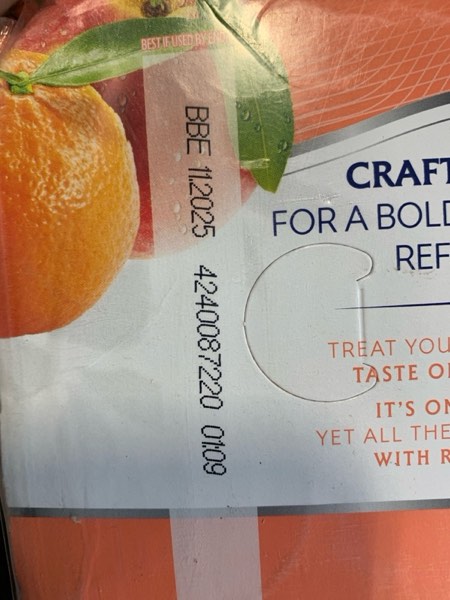 BEST IF USED BY
BBE 11.2025 4240087220 01:09
CRAFT
FOR A BOLD
REF
TREAT YOU
TASTE O
IT'S ON
YET ALL THE
WITH R